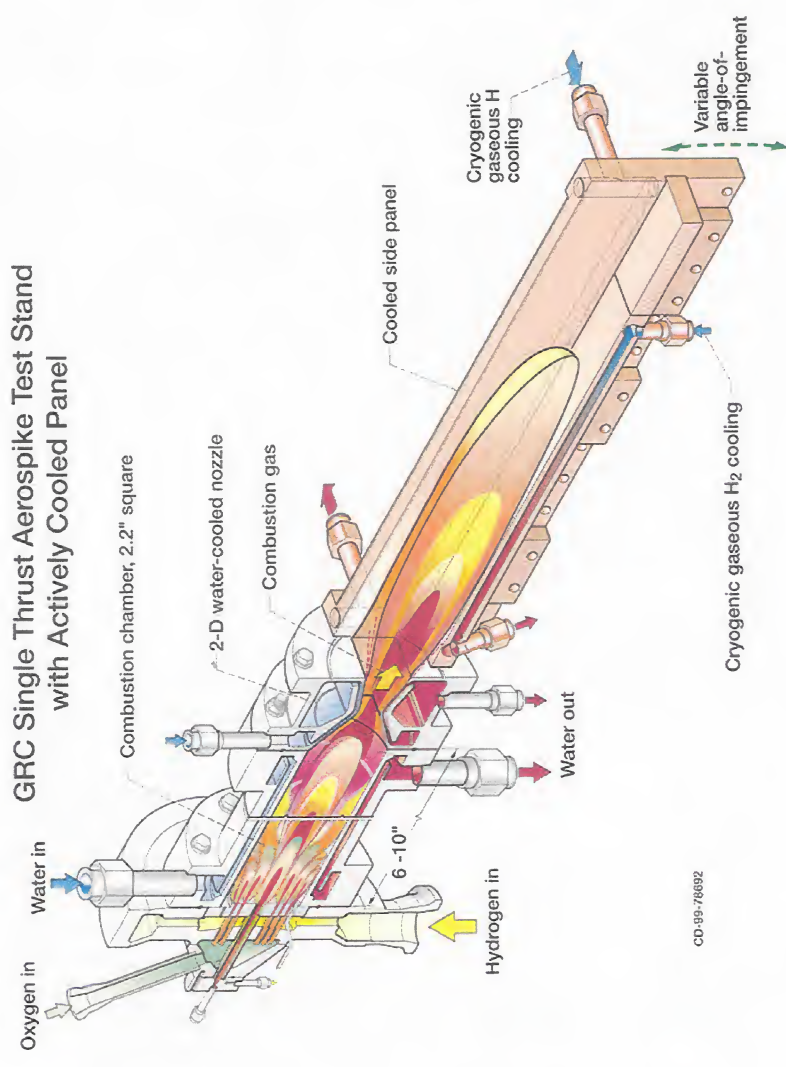 GRC Single Thrust Aerospike Test Stand
with Actively Cooled Panel
Oxygen in
Water in
Combustion chamber, 2.2" square
2-D water-cooled nozzle
Combustion gas
Cooled side panel
Cryogenic
gaseous H
cooling
Variable
angle-of-
impingement
6 -10"
Hydrogen in
Water out
Cryogenic gaseous H₂ cooling
CD-99-78692